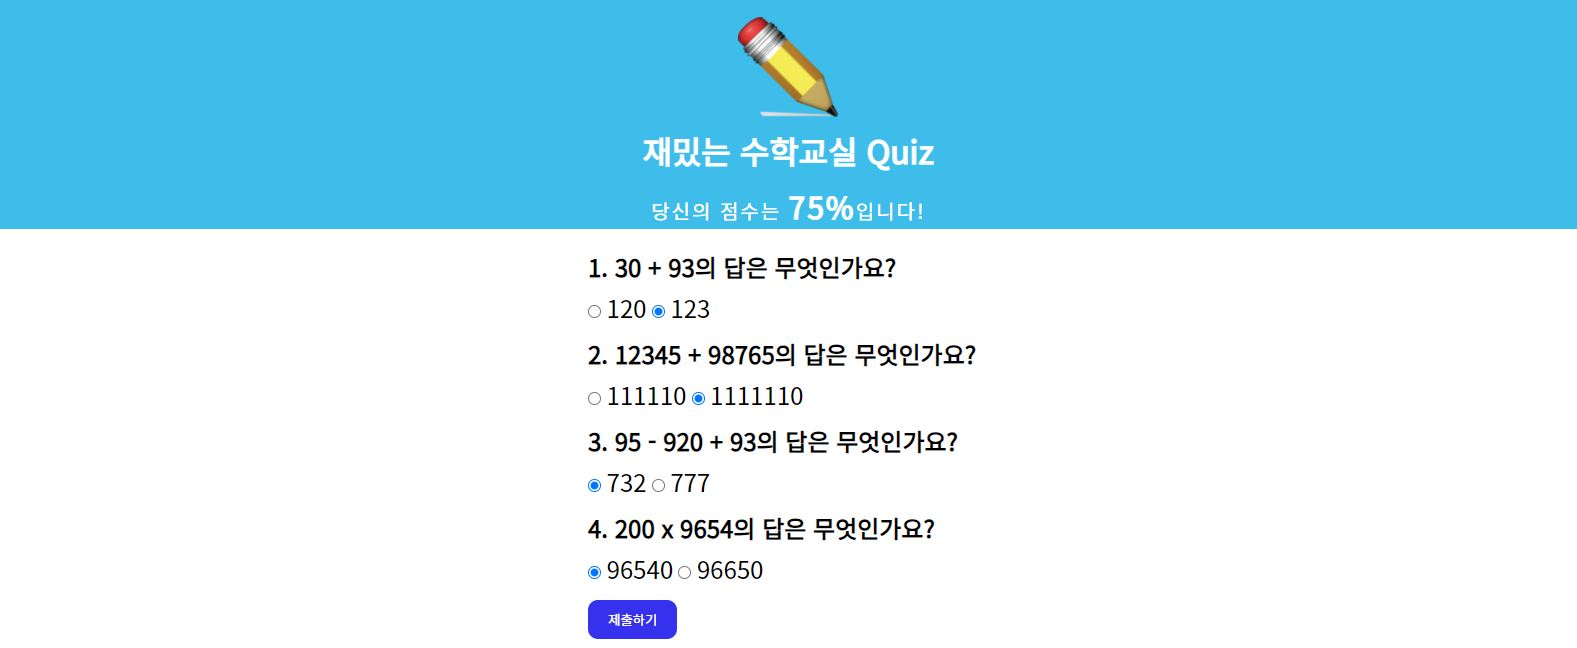 재밌는 수학교실 Quiz
당신의 점수는 75%입니다!
1. 30 + 93의 답은 무엇인가요?
120 123
2. 12345 + 98765의 답은 무엇인가요?
111110 1111110
3. 95 - 920 + 93의 답은 무엇인가요?
732 777
4. 200 x 9654의 답은 무엇인가요?
96540 96650
제출하기